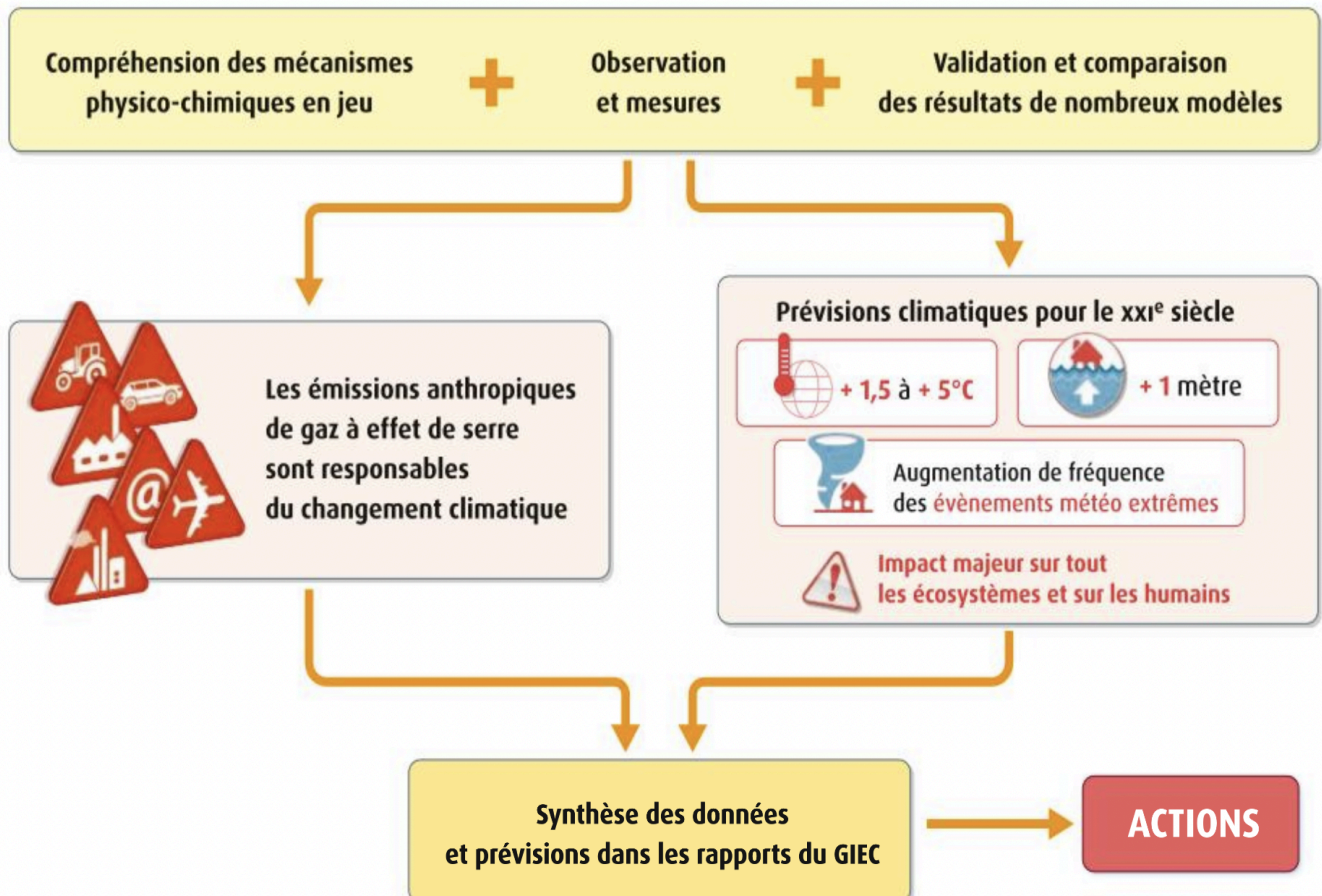 Compréhension des mécanismes
physico-chimiques en jeu
+
Observation
et mesures
+
Validation et comparaison
des résultats de nombreux modèles
@
Les émissions anthropiques
de gaz à effet de serre
sont responsables
du changement climatique
Prévisions climatiques pour le XXIe siècle
+ 1,5 à + 5°C
+ 1 mètre
Augmentation de fréquence
des évènements météo extrêmes
!
Impact majeur sur tout
les écosystèmes et sur les humains
Synthèse des données
et prévisions dans les rapports du GIEC
ACTIONS